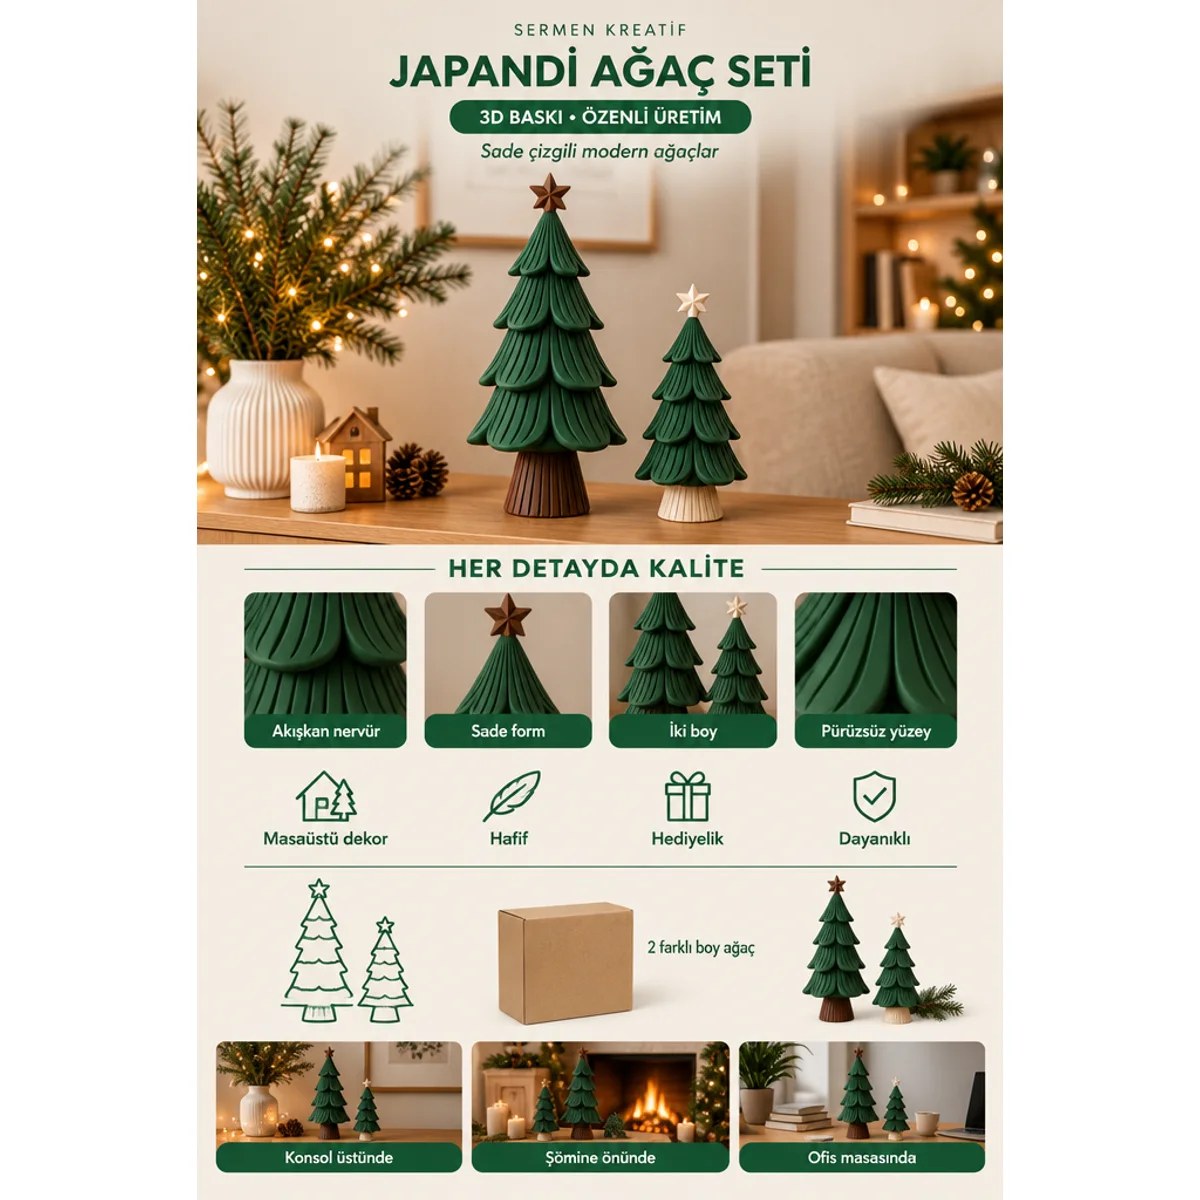 SERMEN KREATİF
JAPANDİ AĞAÇ SETİ
3D BASKI • ÖZENLİ ÜRETİM
Sade çizgili modern ağaçlar
HER DETAYDA KALİTE
Akışkan nervür
Sade form
İki boy
Pürüzsüz yüzey
Masaüstü dekor
Hafif
Hediyelik
Dayanıklı
2 farklı boy ağaç
Konsol üstünde
Şömine önünde
Ofis masasında